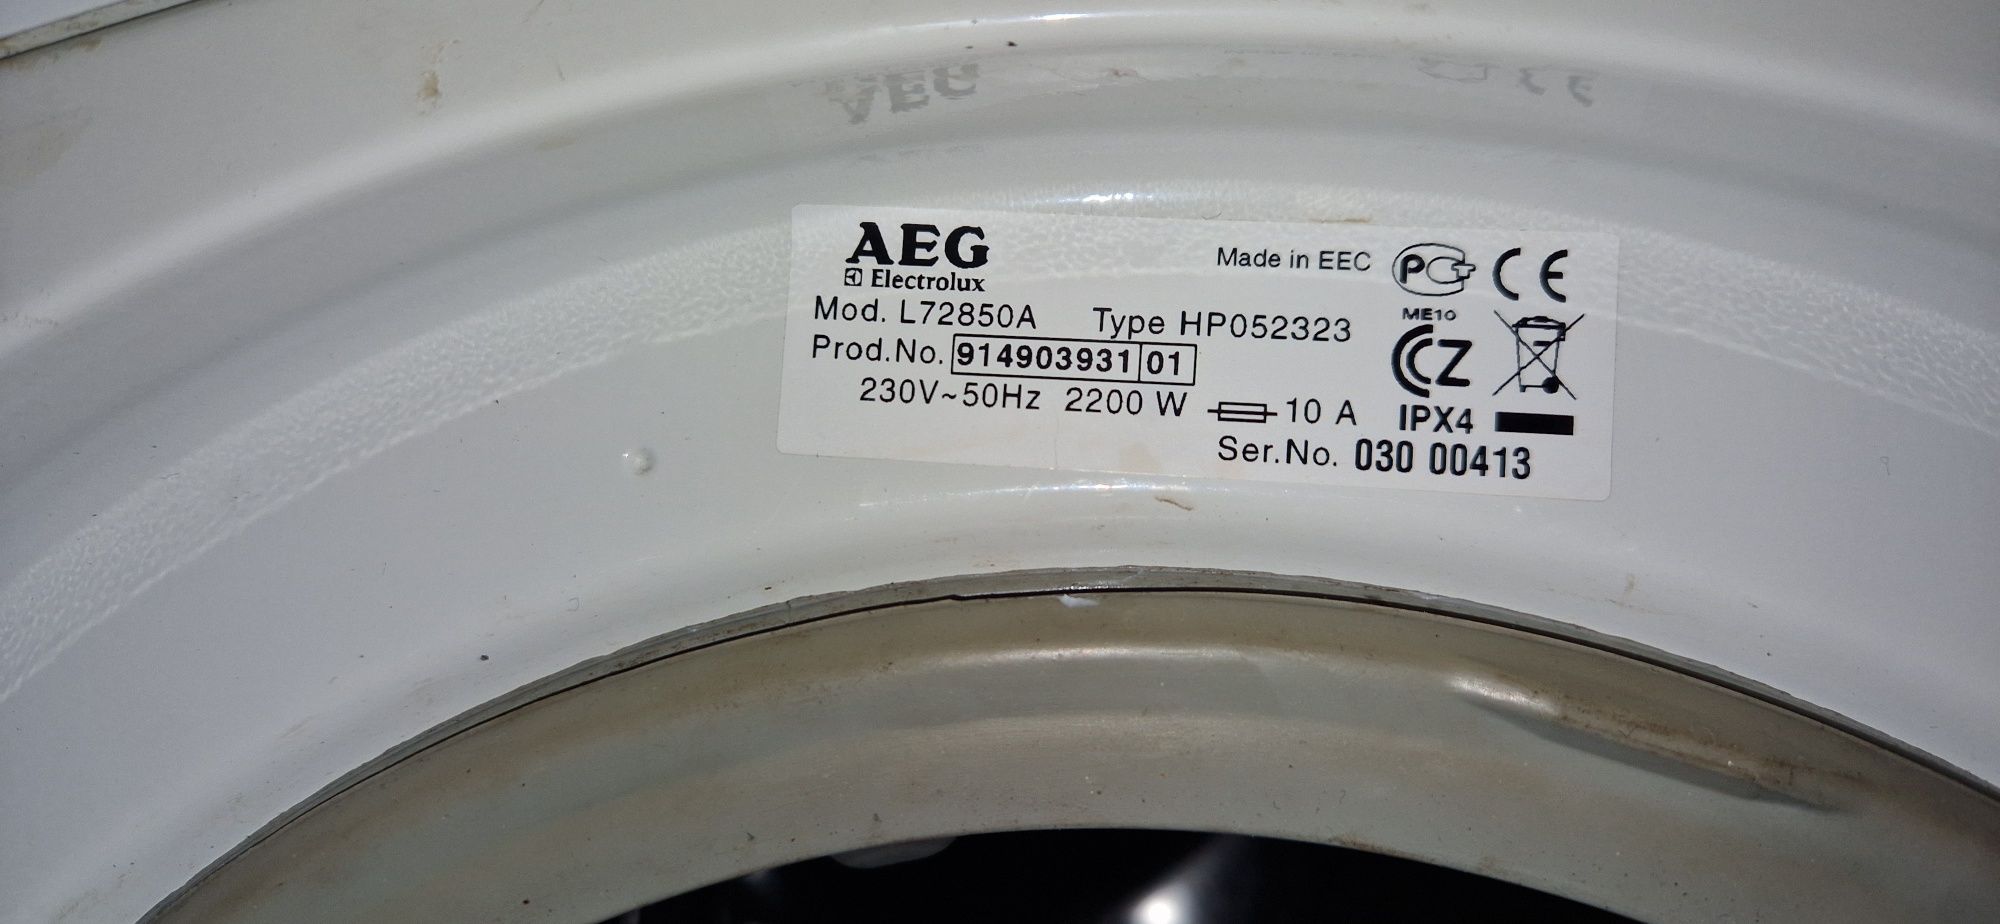 AEG
Electrolux
Made in EEC
CE
Mod. L72850A Type HP052323
ME10
Prod.No. 914903931 01
230V~50Hz 2200 W 10 A IPX4
Ser.No. 030 00413